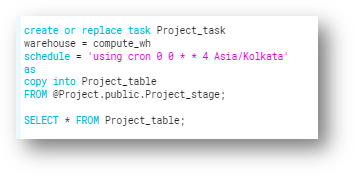 create or replace task Project_task
warehouse = compute_wh
schedule = 'using cron 0 0 * * 4 Asia/Kolkata'
as
copy into Project_table
FROM @Project.public.Project_stage;
SELECT * FROM Project_table;